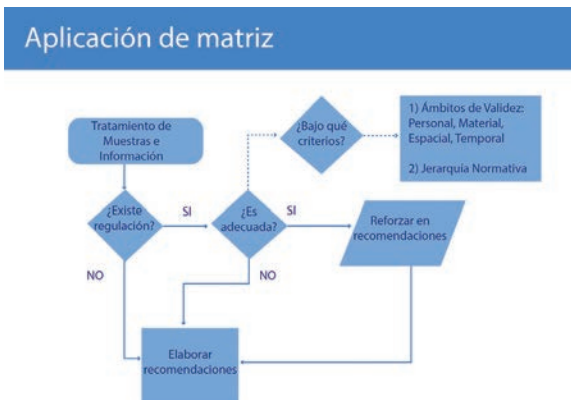 Aplicación de matriz
Tratamiento de
Muestras e
Información
¿Bajo qué
criterios?
1) Ámbitos de Validez:
Personal, Material,
Espacial, Temporal
2) Jerarquía Normativa
¿Existe
regulación?
SI
¿Es
adecuada?
SI
Reforzar en
recomendaciones
NO
NO
Elaborar
recomendaciones